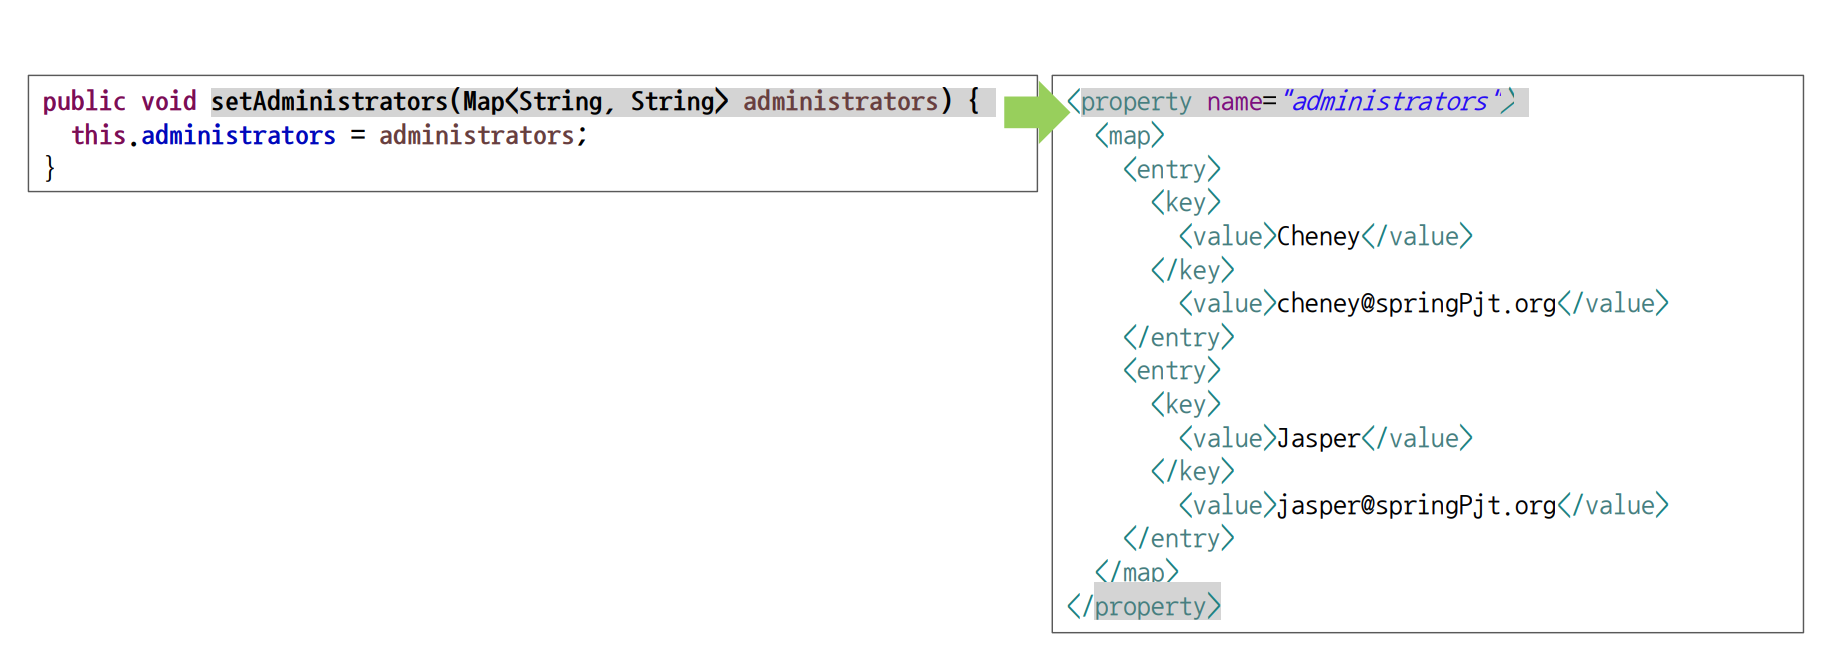 public void setAdministrators(Map<String, String> administrators) {
  this.administrators = administrators;
}
<property name="administrators">
  <map>
    <entry>
      <key>
        <value>Cheney</value>
      </key>
        <value>cheney@springPjt.org</value>
    </entry>
    <entry>
      <key>
        <value>Jasper</value>
      </key>
        <value>jasper@springPjt.org</value>
    </entry>
  </map>
</property>